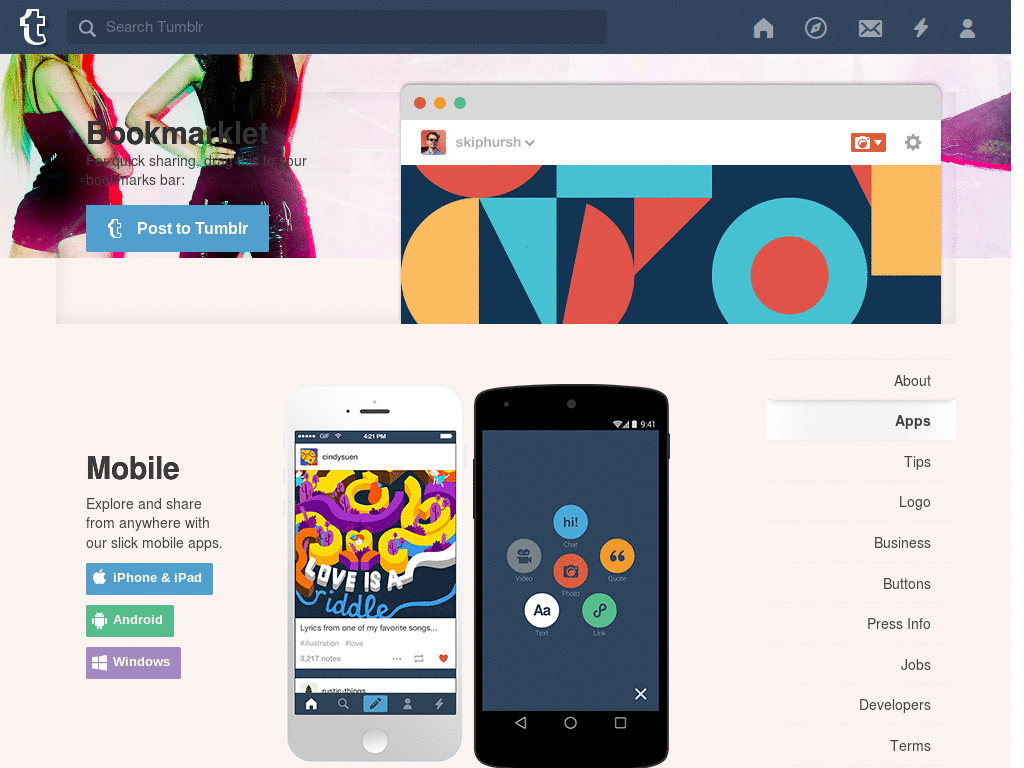 Search Tumblr
Bookmarklet
For quick sharing, drag this to your
bookmarks bar:
Post to Tumblr
skiphursh
Mobile
Explore and share
from anywhere with
our slick mobile apps.
iPhone & iPad
Android
Windows
GIF
4:21 PM
cindysuen
LOVE IS A
riddle
Lyrics from one of my favorite songs...
#illustration #love
3,217 notes
rustic-things
9:41
hi!
Chat
Video
Quote
Photo
Aa
Text
Link
About
Apps
Tips
Logo
Business
Buttons
Press Info
Jobs
Developers
Terms